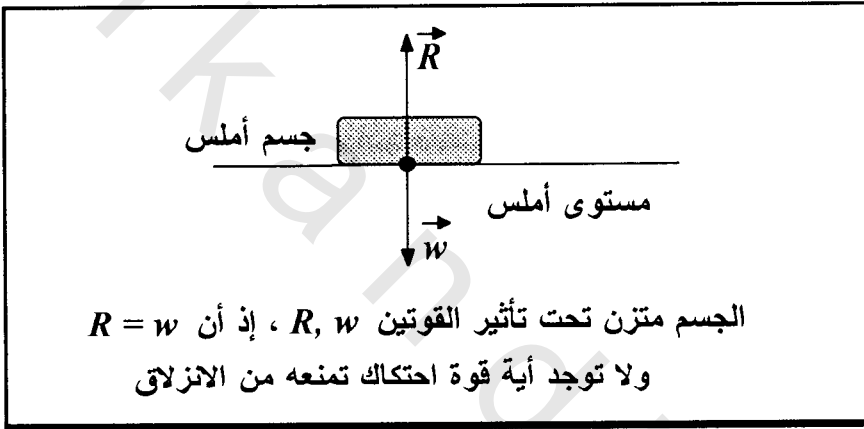 R
جسم أملس
مستوى أملس
w
الجسم متزن تحت تأثير القوتين R, w ، إذ أن R = w
ولا توجد أية قوة احتكاك تمنعه من الانزلاق